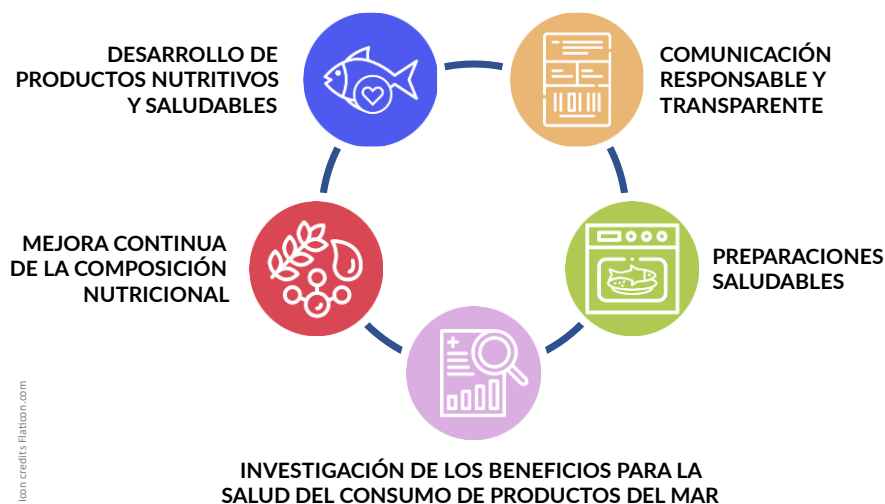 DESARROLLO DE
PRODUCTOS NUTRITIVOS
Y SALUDABLES
COMUNICACIÓN
RESPONSABLE Y
TRANSPARENTE
MEJORA CONTINUA
DE LA COMPOSICIÓN
NUTRICIONAL
PREPARACIONES
SALUDABLES
INVESTIGACIÓN DE LOS BENEFICIOS PARA LA
SALUD DEL CONSUMO DE PRODUCTOS DEL MAR
Icon credits Flaticon.com